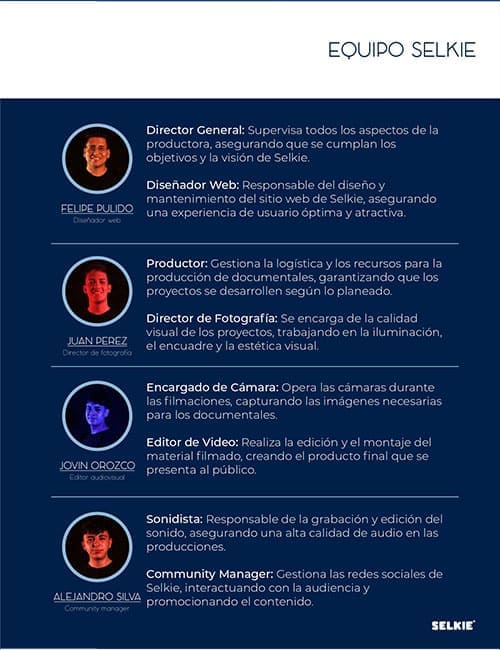 EQUIPO SELKIE
Director General: Supervisa todos los aspectos de la
productora, asegurando que se cumplan los
objetivos y la visión de Selkie.
Diseñador Web: Responsable del diseño y
mantenimiento del sitio web de Selkie, asegurando
una experiencia de usuario óptima y atractiva.
FELIPE PULIDO
Diseñador web
Productor: Gestiona la logística y los recursos para la
producción de documentales, garantizando que los
proyectos se desarrollen según lo planeado.
Director de Fotografía: Se encarga de la calidad
visual de los proyectos, trabajando en la iluminación,
el encuadre y la estética visual.
JUAN PEREZ
Director de fotografía
Encargado de Cámara: Opera las cámaras durante
las filmaciones, capturando las imágenes necesarias
para los documentales.
Editor de Video: Realiza la edición y el montaje del
material filmado, creando el producto final que se
presenta al público.
JOVIN OROZCO
Editor audiovisual
Sonidista: Responsable de la grabación y edición del
sonido, asegurando una alta calidad de audio en las
producciones.
Community Manager: Gestiona las redes sociales de
Selkie, interactuando con la audiencia y
promocionando el contenido.
ALEJANDRO SILVA
Community manager
SELKIE